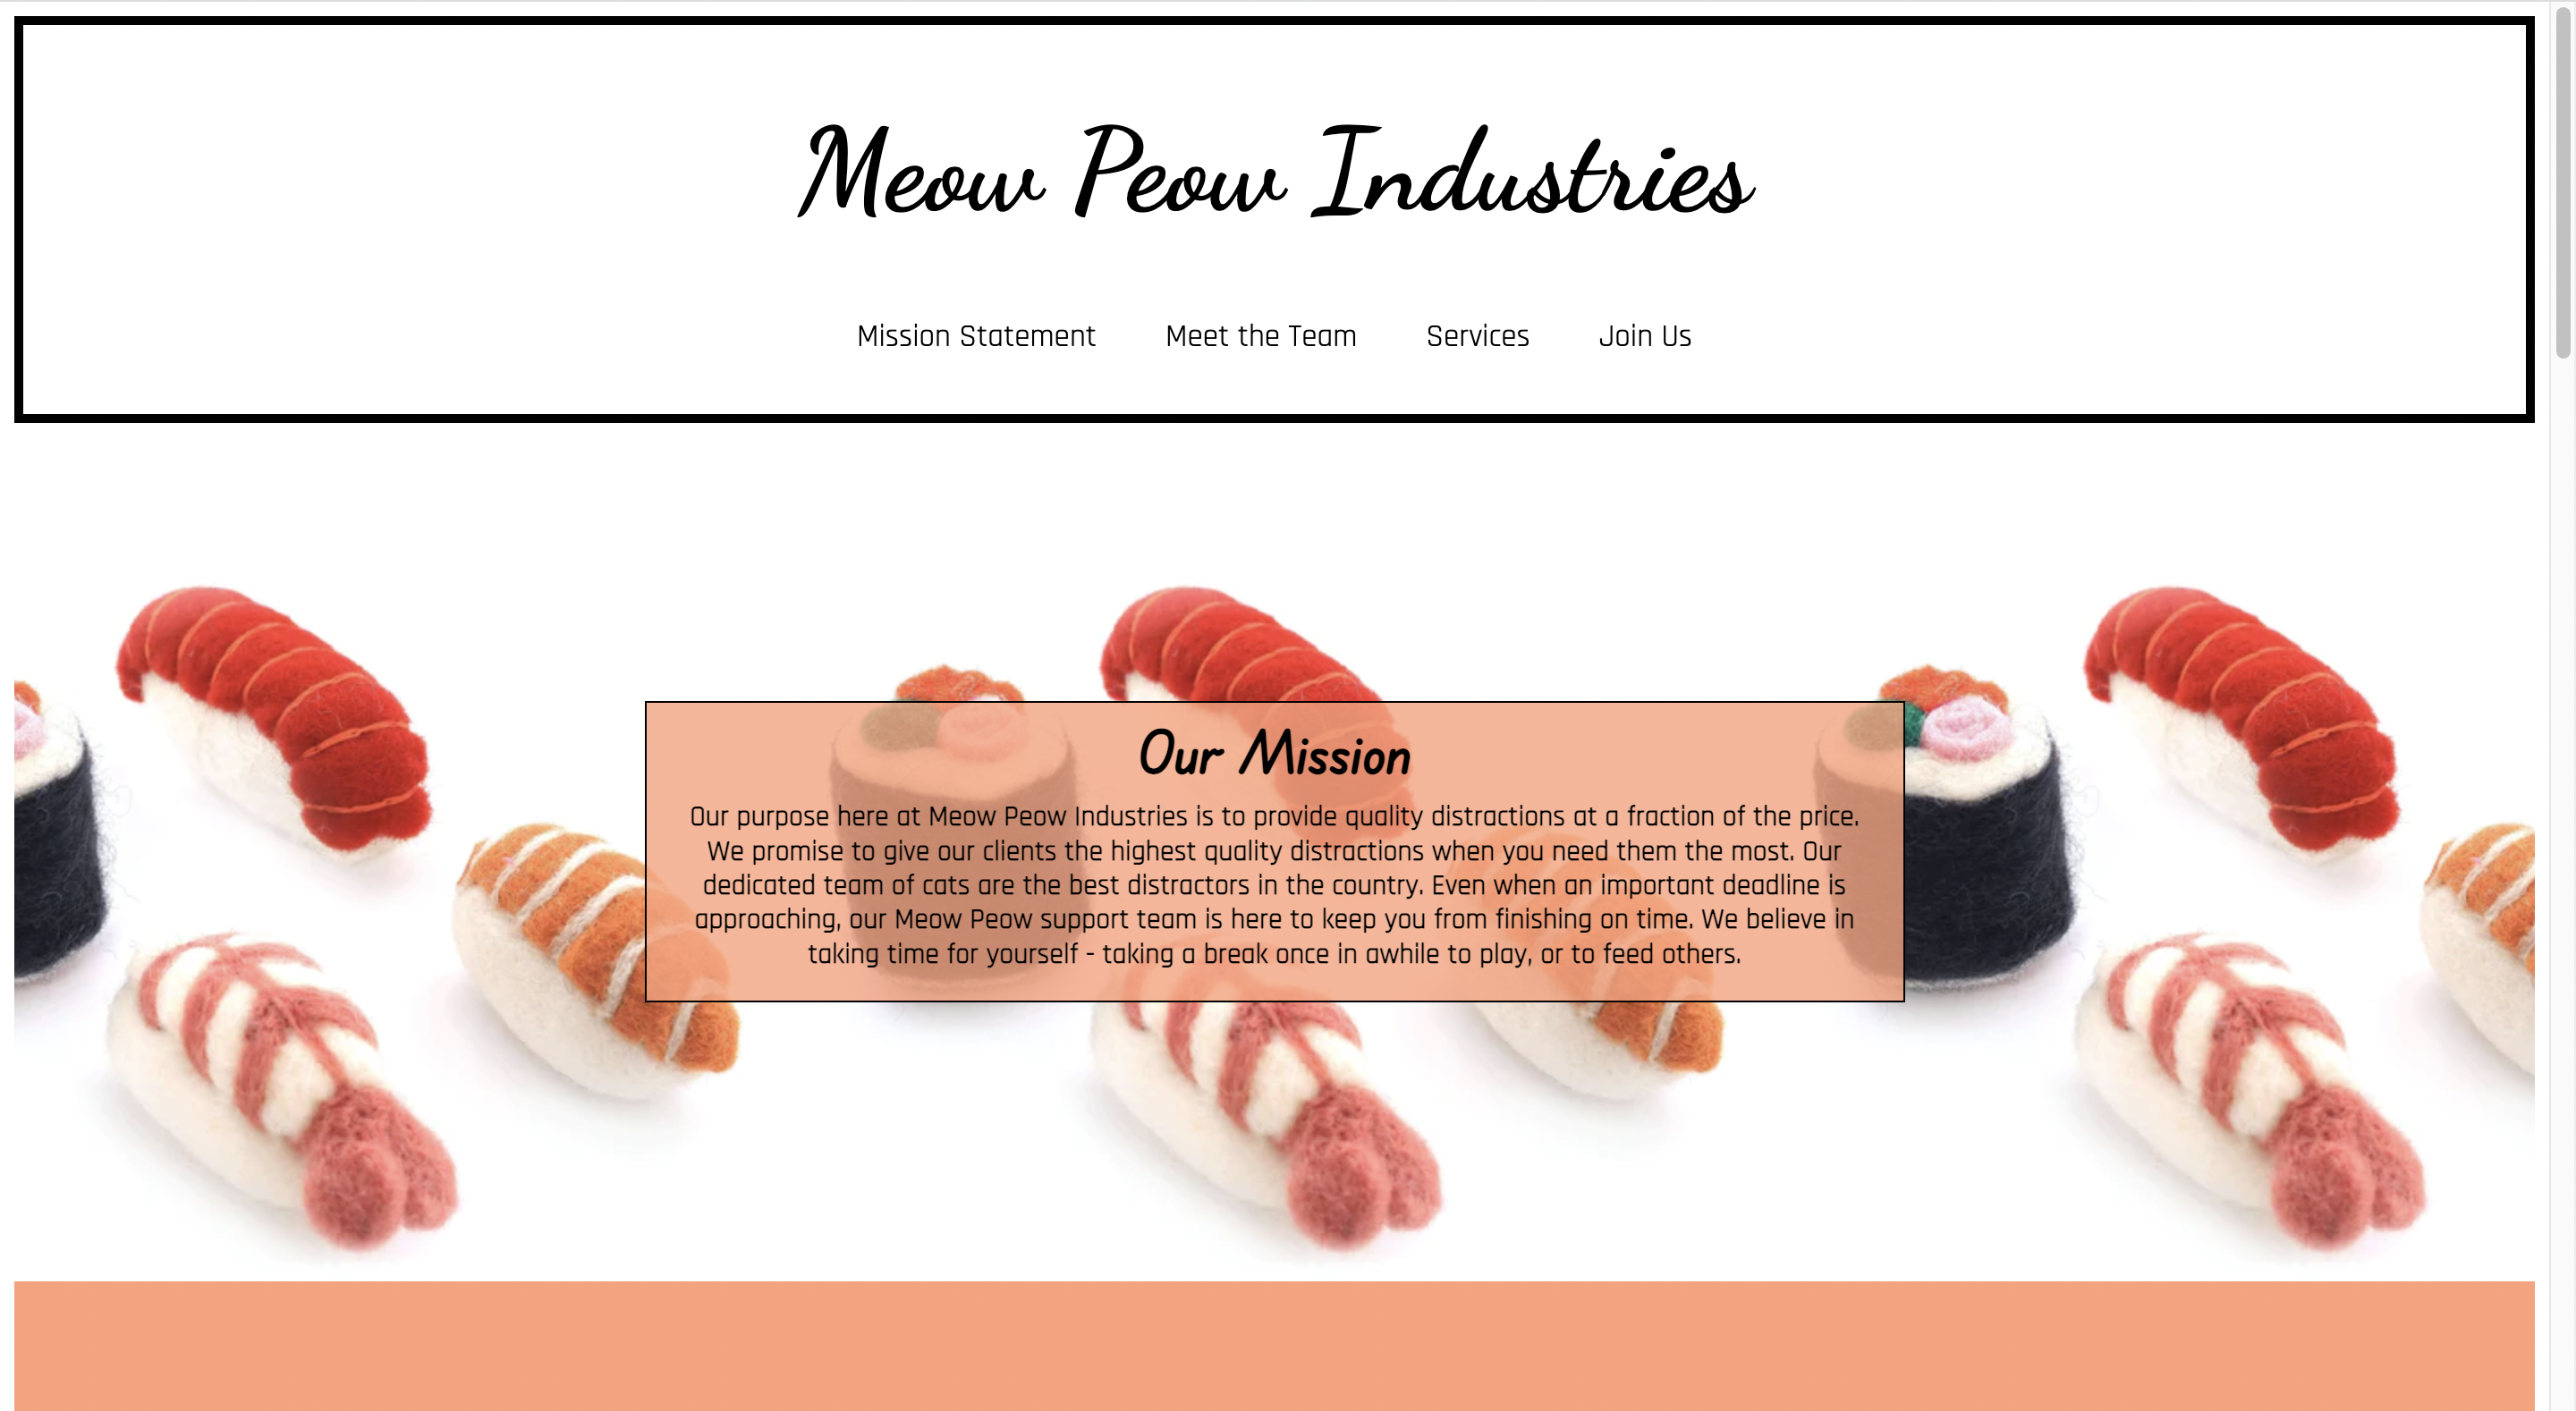 Meow Peow Industries
Mission Statement Meet the Team Services Join Us
Our Mission
Our purpose here at Meow Peow Industries is to provide quality distractions at a fraction of the price.
We promise to give our clients the highest quality distractions when you need them the most. Our
dedicated team of cats are the best distractors in the country. Even when an important deadline is
approaching, our Meow Peow support team is here to keep you from finishing on time. We believe in
taking time for yourself - taking a break once in awhile to play, or to feed others.